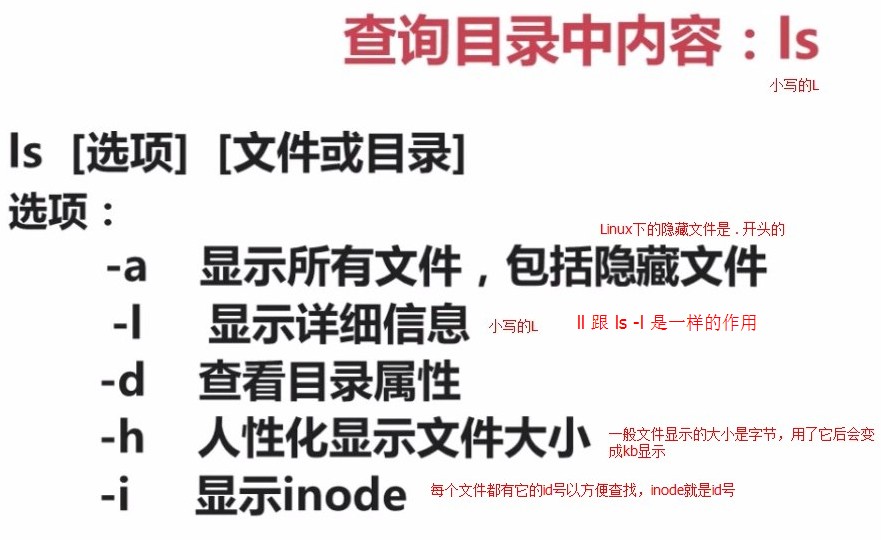 查询目录中内容：ls
小写的L
ls [选项] [文件或目录]
选项：
Linux下的隐藏文件是 . 开头的
-a 显示所有文件，包括隐藏文件
-l 显示详细信息 小写的L ll 跟 ls -l 是一样的作用
-d 查看目录属性
-h 人性化显示文件大小 一般文件显示的大小是字节，用了它后会变
成kb显示
-i 显示inode 每个文件都有它的id号以方便查找，inode就是id号